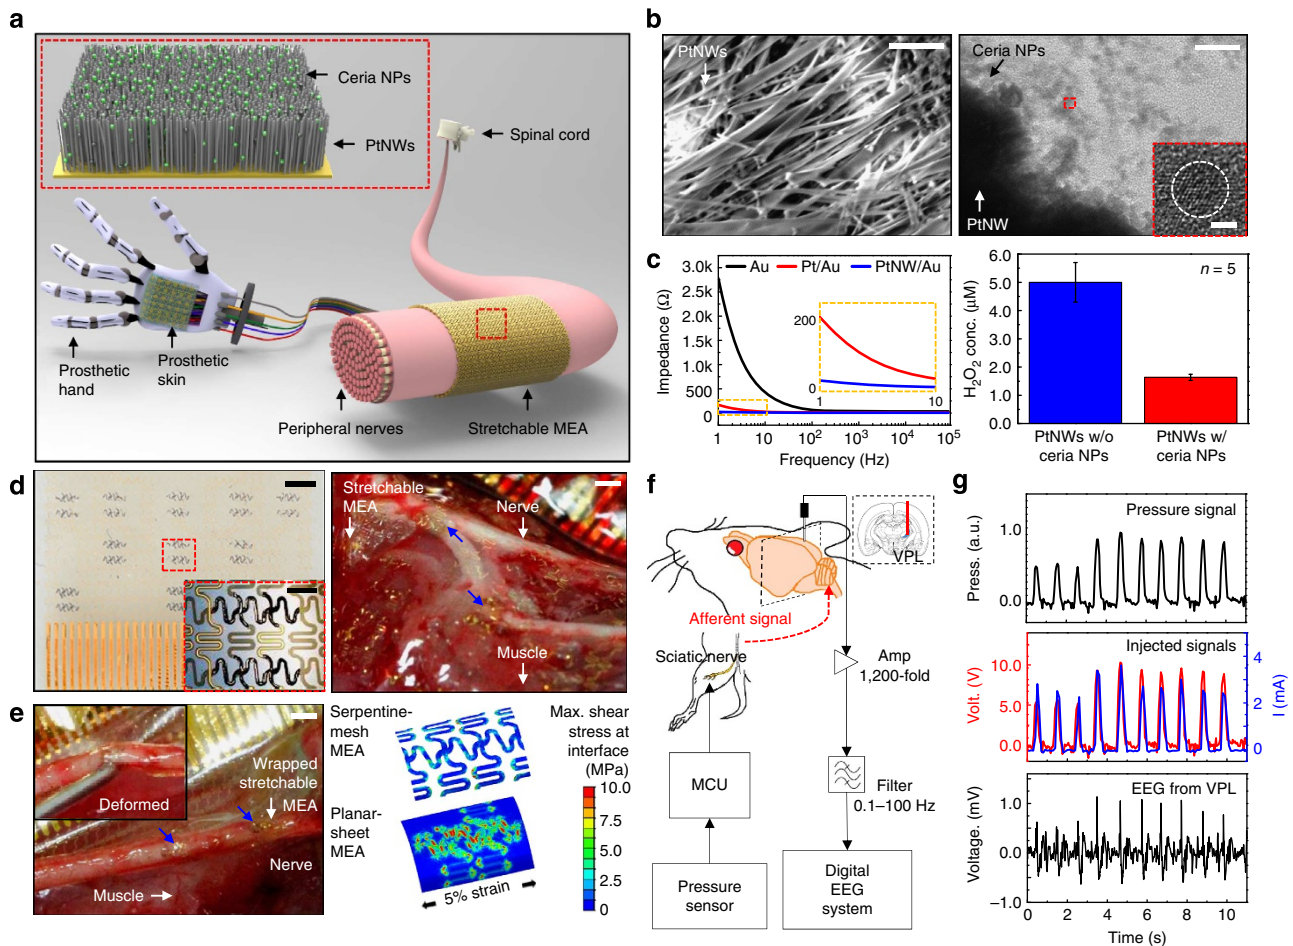 a
Ceria NPs
PtNWs
Spinal cord
Prosthetic
hand
Prosthetic
skin
Peripheral nerves
Stretchable MEA
b
PtNWs
Ceria NPs
PtNW
c
Au
Pt/Au
PtNW/Au
Impedance (Ω)
3.0k
2.5k
2.0k
1.5k
1.0k
500
0
200
0
1
10
1 10 10² 10³ 10⁴ 10⁵
Frequency (Hz)
n = 5
H₂O₂ conc. (μM)
6.0
5.0
4.0
3.0
2.0
1.0
0.0
PtNWs w/o
ceria NPs
PtNWs w/
ceria NPs
d
Stretchable
MEA
Nerve
Muscle
e
Deformed
Wrapped
stretchable
MEA
Nerve
Muscle
Serpentine-
mesh
MEA
Planar-
sheet
MEA
5% strain
Max. shear
stress at
interface
(MPa)
10.0
7.5
5.0
2.5
0
f
VPL
Afferent signal
Sciatic nerve
Amp
1,200-fold
MCU
Filter
0.1–100 Hz
Pressure
sensor
Digital
EEG
system
g
Pressure signal
Press. (a.u.)
1.0
0.0
Injected signals
Volt. (V)
10.0
5.0
0.0
I (mA)
4
2
0
EEG from VPL
Voltage. (mV)
1.0
0.0
−1.0
0 2 4 6 8 10
Time (s)